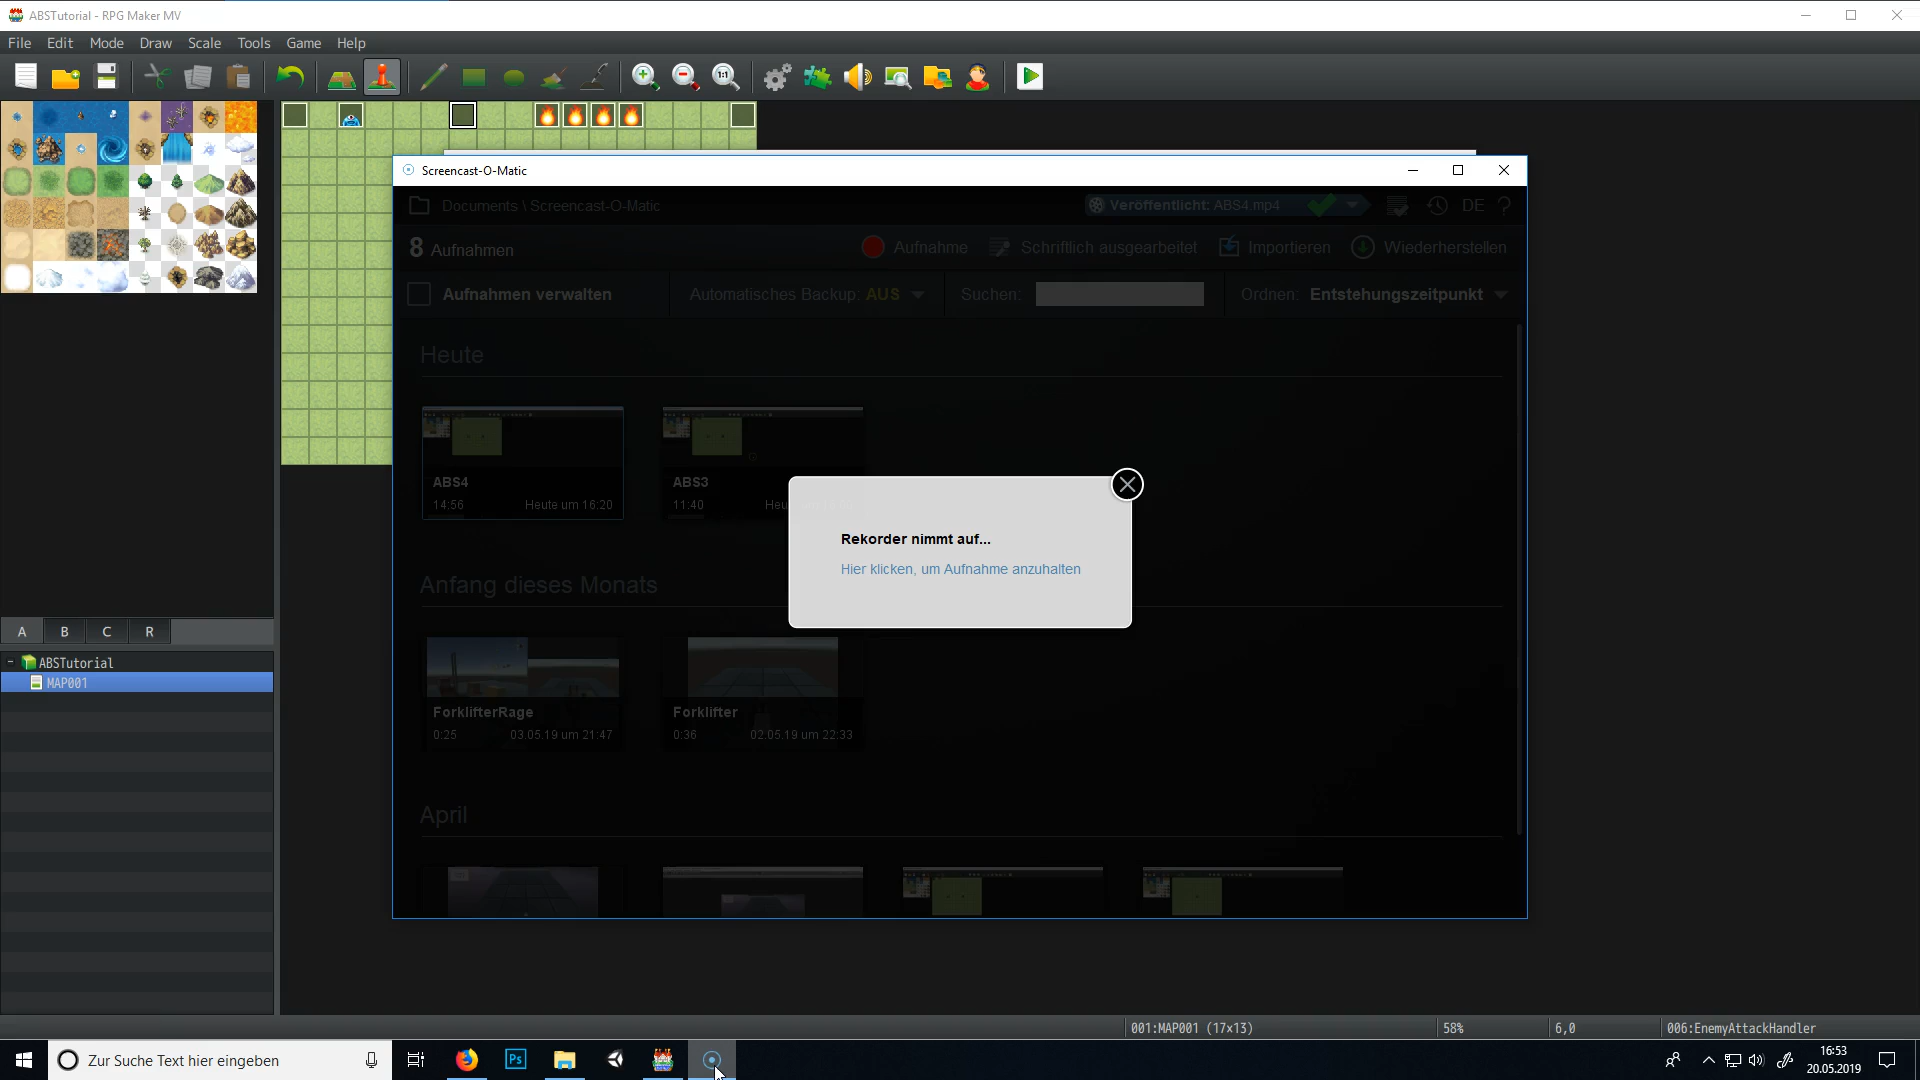 ABSTutorial - RPG Maker MV
File Edit Mode Draw Scale Tools Game Help
1:1
Screencast-O-Matic
Documents \ Screencast-O-Matic
Veröffentlicht: ABS4.mp4
DE ?
8 Aufnahmen
Aufnahme
Schriftlich ausgearbeitet
Importieren
Wiederherstellen
Aufnahmen verwalten
Automatisches Backup: AUS
Suchen:
Ordnen: Entstehungszeitpunkt
Heute
ABS4
14:56 Heute um 16:20
ABS3
11:40
Rekorder nimmt auf...
Hier klicken, um Aufnahme anzuhalten
Anfang dieses Monats
ForklifterRage
0:25 03.05.19 um 21:47
Forklifter
0:36 02.05.19 um 22:33
April
A B C R
ABSTutorial
MAP001
001:MAP001 (17x13)
58%
6,0
006:EnemyAttackHandler
Zur Suche Text hier eingeben
Ps
16:53
20.05.2019